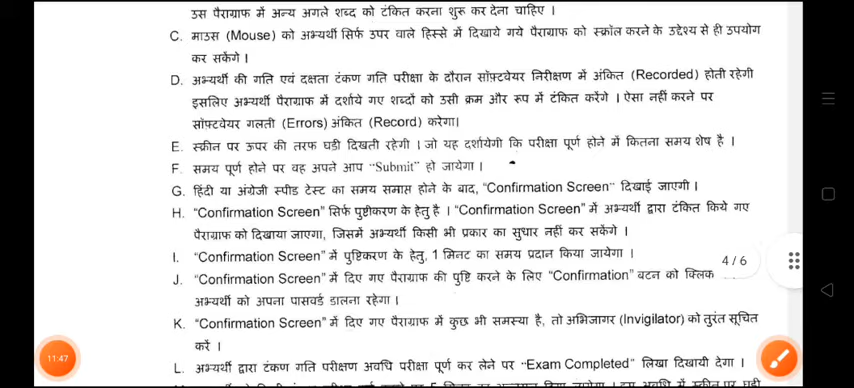 उस पैराग्राफ में अन्य अगले शब्द को टंकित करना शुरू कर देना चाहिए ।
C. माउस (Mouse) को अभ्यर्थी सिर्फ उपर वाले हिस्से में दिखाये गये पैराग्राफ को स्क्रॉल करने के उद्देश्य से ही उपयोग
कर सकेंगे ।
D. अभ्यर्थी की गति एवं दक्षता टंकण गति परीक्षा के दौरान सॉफ़्टवेयर निरीक्षण में अंकित (Recorded) होती रहेगी
इसलिए अभ्यर्थी पैराग्राफ में दर्शाये गए शब्दों को उसी क्रम और रूप में टंकित करेंगे । ऐसा नहीं करने पर
सॉफ़्टवेयर गलती (Errors) अंकित (Record) करेगा।
E. स्क्रीन पर ऊपर की तरफ घडी दिखती रहेगी । जो यह दर्शायेगी कि परीक्षा पूर्ण होने में कितना समय शेष है ।
F. समय पूर्ण होने पर वह अपने आप "Submit" हो जायेगा ।
G. हिंदी या अंग्रेजी स्पीड टेस्ट का समय समाप्त होने के बाद, "Confirmation Screen" दिखाई जाएगी ।
H. "Confirmation Screen" सिर्फ पुष्टीकरण के हेतु है । "Confirmation Screen" में अभ्यर्थी द्वारा टंकित किये गए
पैराग्राफ को दिखाया जाएगा, जिसमें अभ्यर्थी किसी भी प्रकार का सुधार नहीं कर सकेंगे ।
I. "Confirmation Screen" में पुष्टिकरण के हेतु, 1 मिनट का समय प्रदान किया जायेगा ।
4/6
J. "Confirmation Screen" में दिए गए पैराग्राफ की पुष्टि करने के लिए "Confirmation" बटन को क्लिक
अभ्यर्थी को अपना पासवर्ड डालना रहेगा ।
K. "Confirmation Screen" में दिए गए पैराग्राफ में कुछ भी समस्या है, तो अभिजागर (Invigilator) को तुरंत सूचित
करें ।
11:47
L. अभ्यर्थी द्वारा टंकण गति परीक्षण अवधि परीक्षा पूर्ण कर लेने पर "Exam Completed" लिखा दिखायी देगा ।